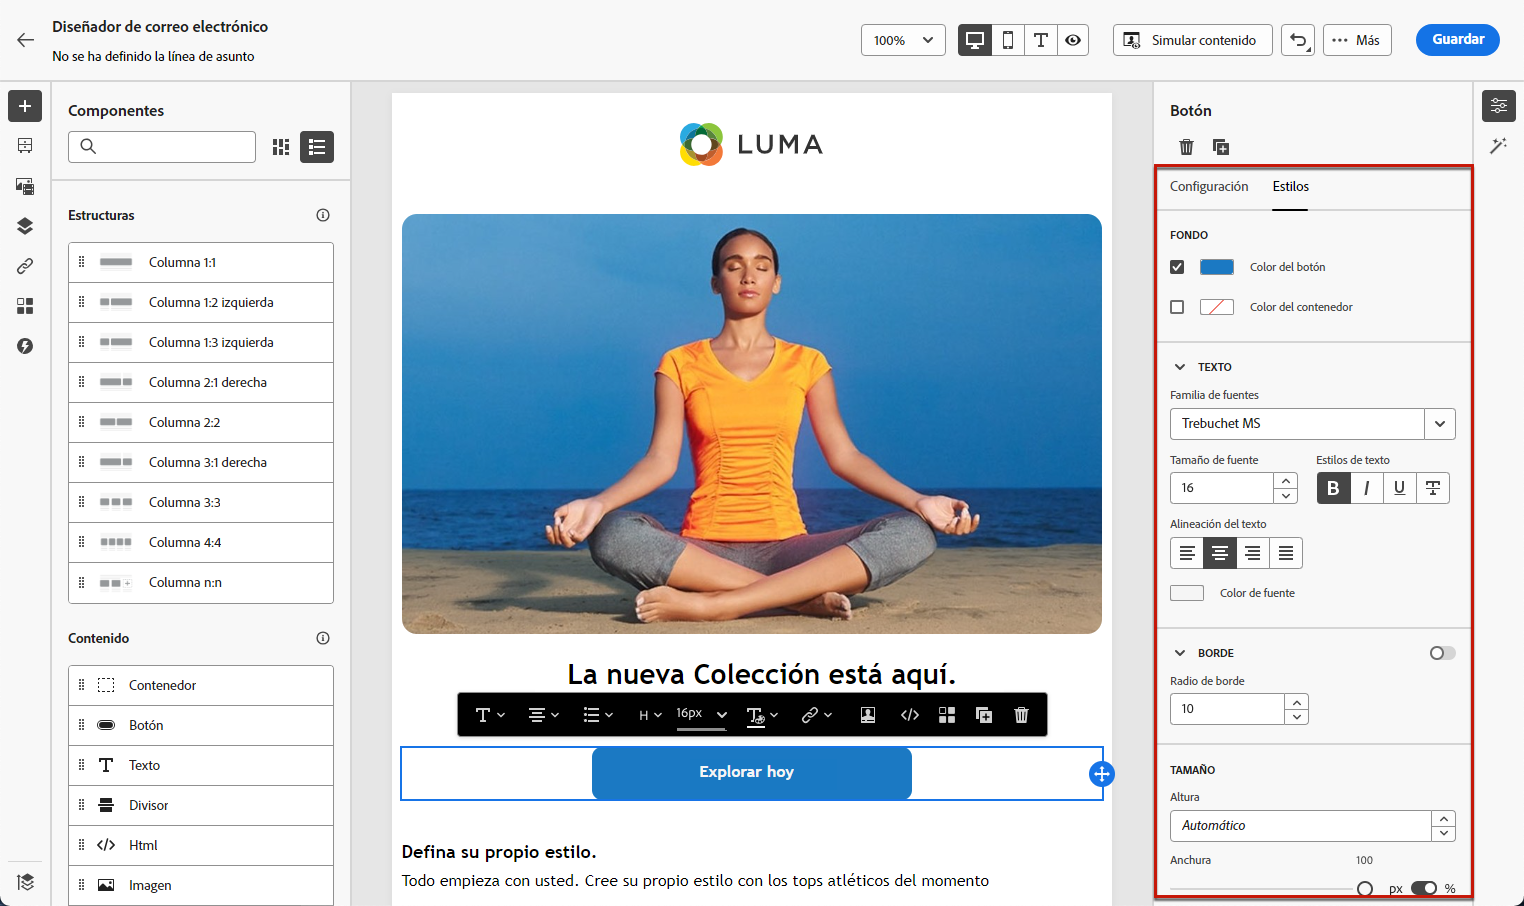 Diseñador de correo electrónico
No se ha definido la línea de asunto
100%
Simular contenido
Más
Guardar
Componentes
Estructuras
Columna 1:1
Columna 1:2 izquierda
Columna 1:3 izquierda
Columna 2:1 derecha
Columna 2:2
Columna 3:1 derecha
Columna 3:3
Columna 4:4
Columna n:n
Contenido
Contenedor
Botón
Texto
Divisor
Html
Imagen
LUMA
La nueva Colección está aquí.
H
16px
Explorar hoy
Defina su propio estilo.
Todo empieza con usted. Cree su propio estilo con los tops atléticos del momento
Botón
Configuración
Estilos
FONDO
Color del botón
Color del contenedor
TEXTO
Familia de fuentes
Trebuchet MS
Tamaño de fuente
Estilos de texto
16
B I U T
Alineación del texto
Color de fuente
BORDE
Radio de borde
10
TAMAÑO
Altura
Automático
Anchura
100
px
%